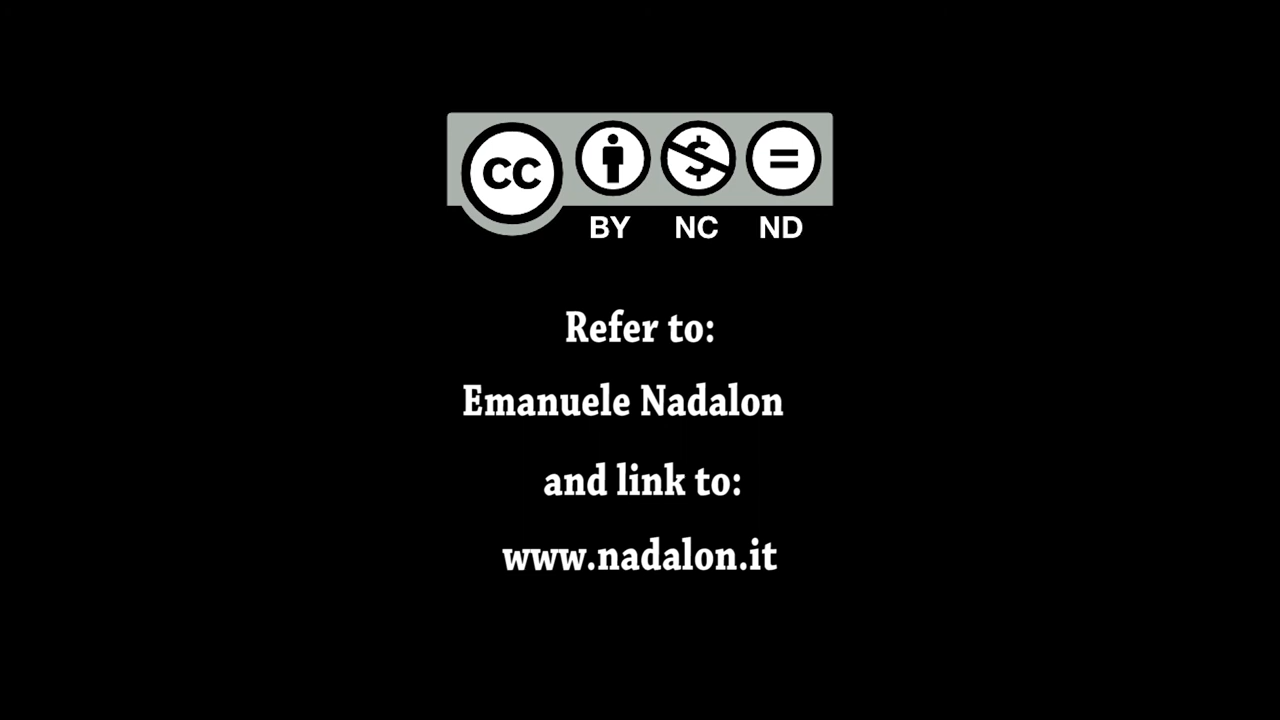 CC
BY NC ND
Refer to:
Emanuele Nadalon
and link to:
www.nadalon.it